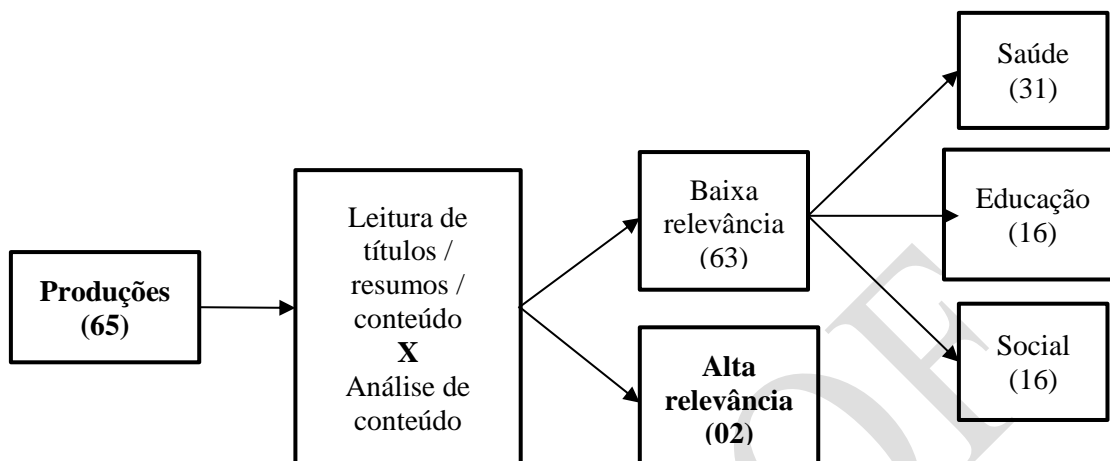 Produções
(65)
Leitura de
títulos /
resumos /
conteúdo
X
Análise de
conteúdo
Baixa
relevância
(63)
Alta
relevância
(02)
Saúde
(31)
Educação
(16)
Social
(16)